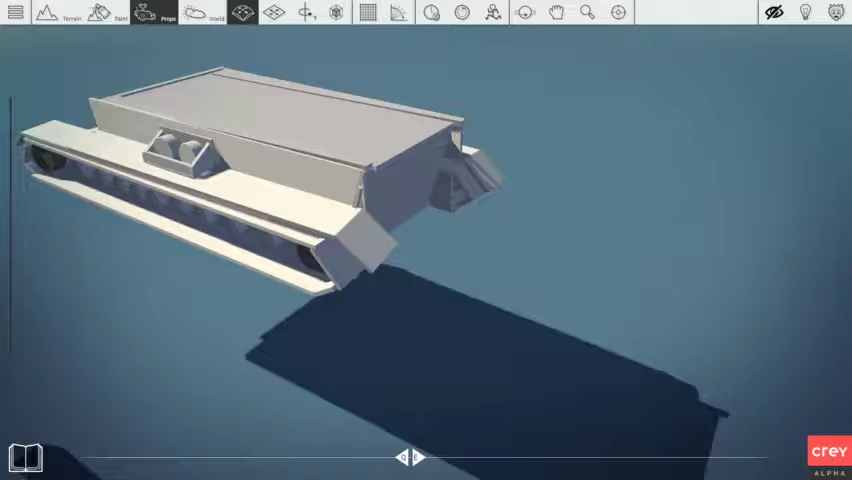 Terrain
Paint
Props
World
Q E
crey
ALPHA